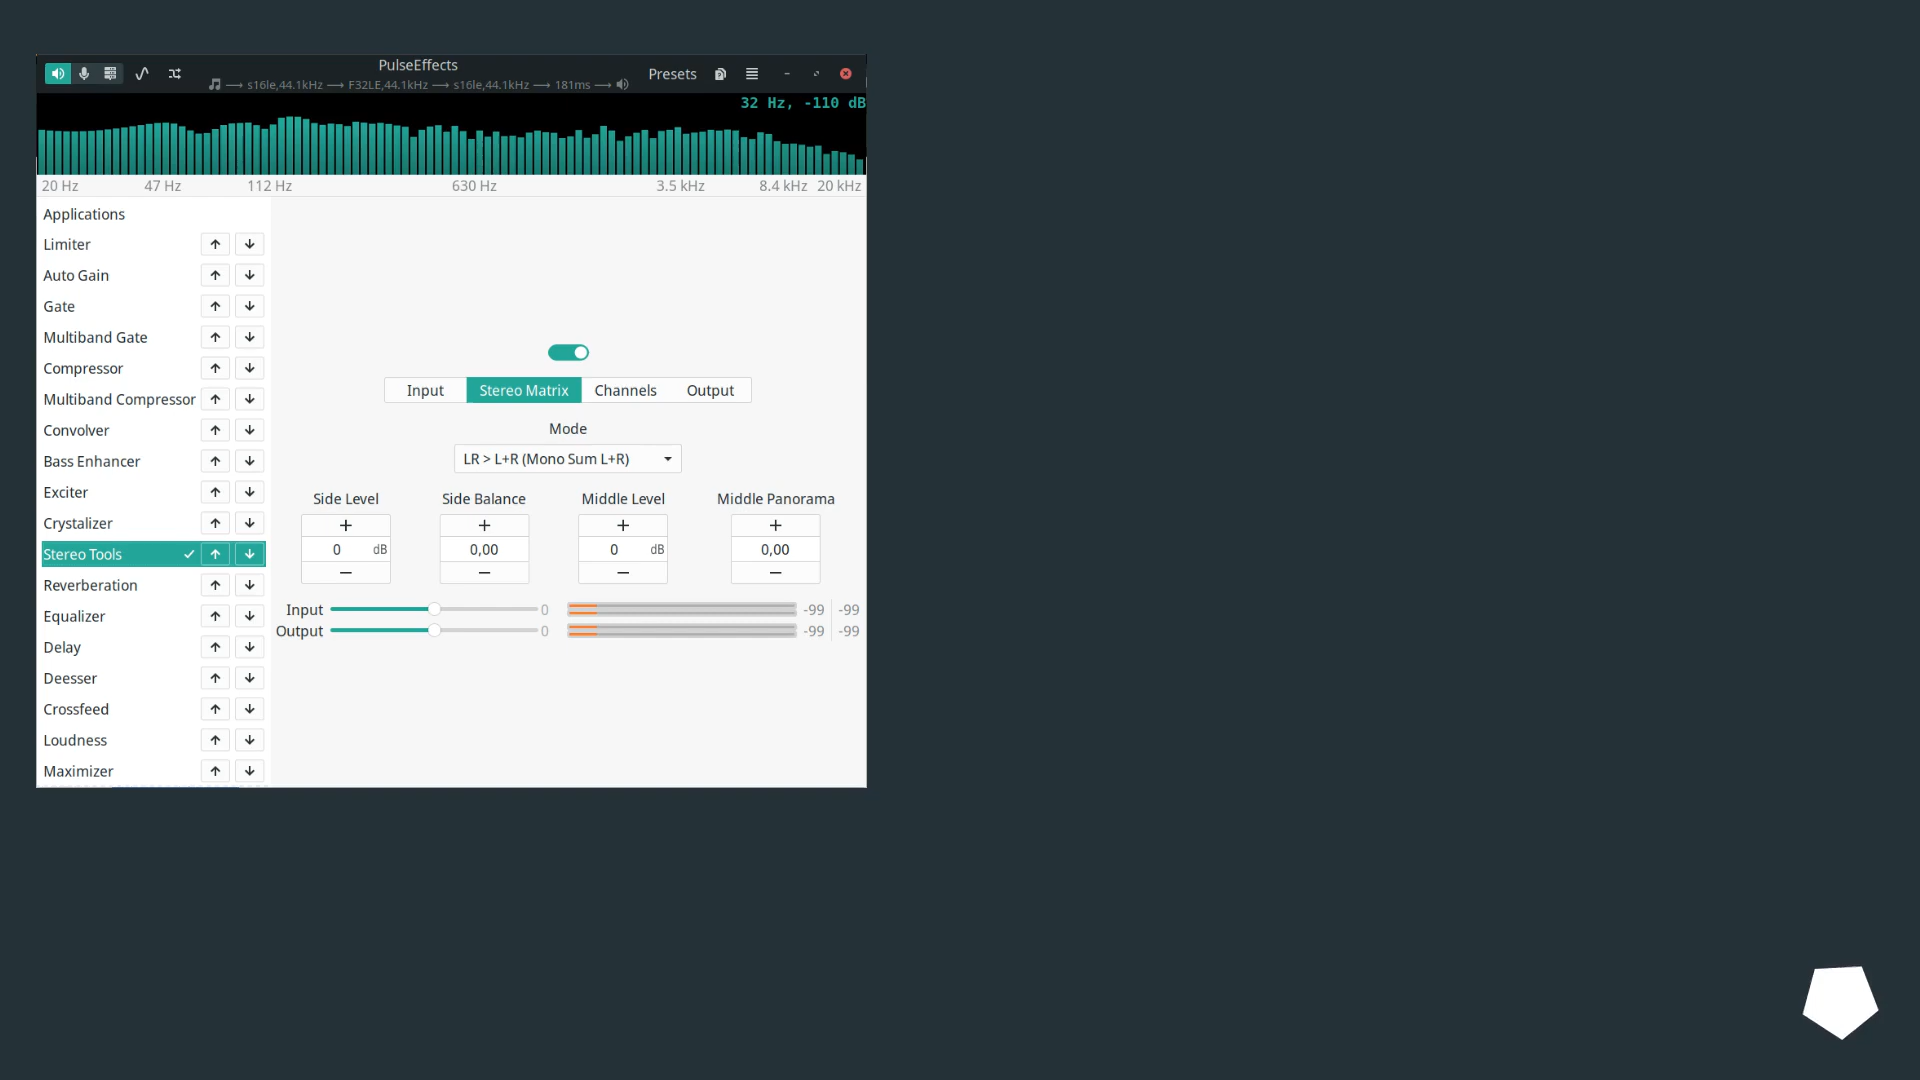 PulseEffects
s16le,44.1kHz ⟶ F32LE,44.1kHz ⟶ s16le,44.1kHz ⟶ 181ms ⟶
Presets
32 Hz, -110 dB
20 Hz 47 Hz 112 Hz 630 Hz 3.5 kHz 8.4 kHz 20 kHz
Applications
Limiter
Auto Gain
Gate
Multiband Gate
Compressor
Multiband Compressor
Convolver
Bass Enhancer
Exciter
Crystalizer
Stereo Tools
Reverberation
Equalizer
Delay
Deesser
Crossfeed
Loudness
Maximizer
Input Stereo Matrix Channels Output
Mode
LR > L+R (Mono Sum L+R)
Side Level Side Balance Middle Level Middle Panorama
0 dB 0,00 0 dB 0,00
Input 0 -99 -99
Output 0 -99 -99